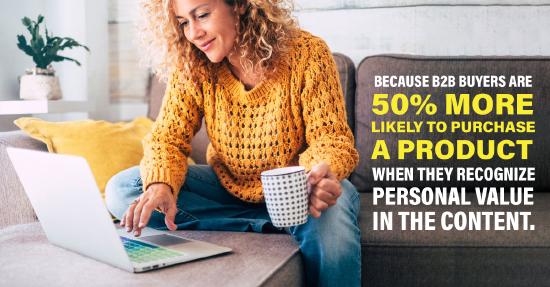 BECAUSE B2B BUYERS ARE
50% MORE
LIKELY TO PURCHASE
A PRODUCT
WHEN THEY RECOGNIZE
PERSONAL VALUE
IN THE CONTENT.